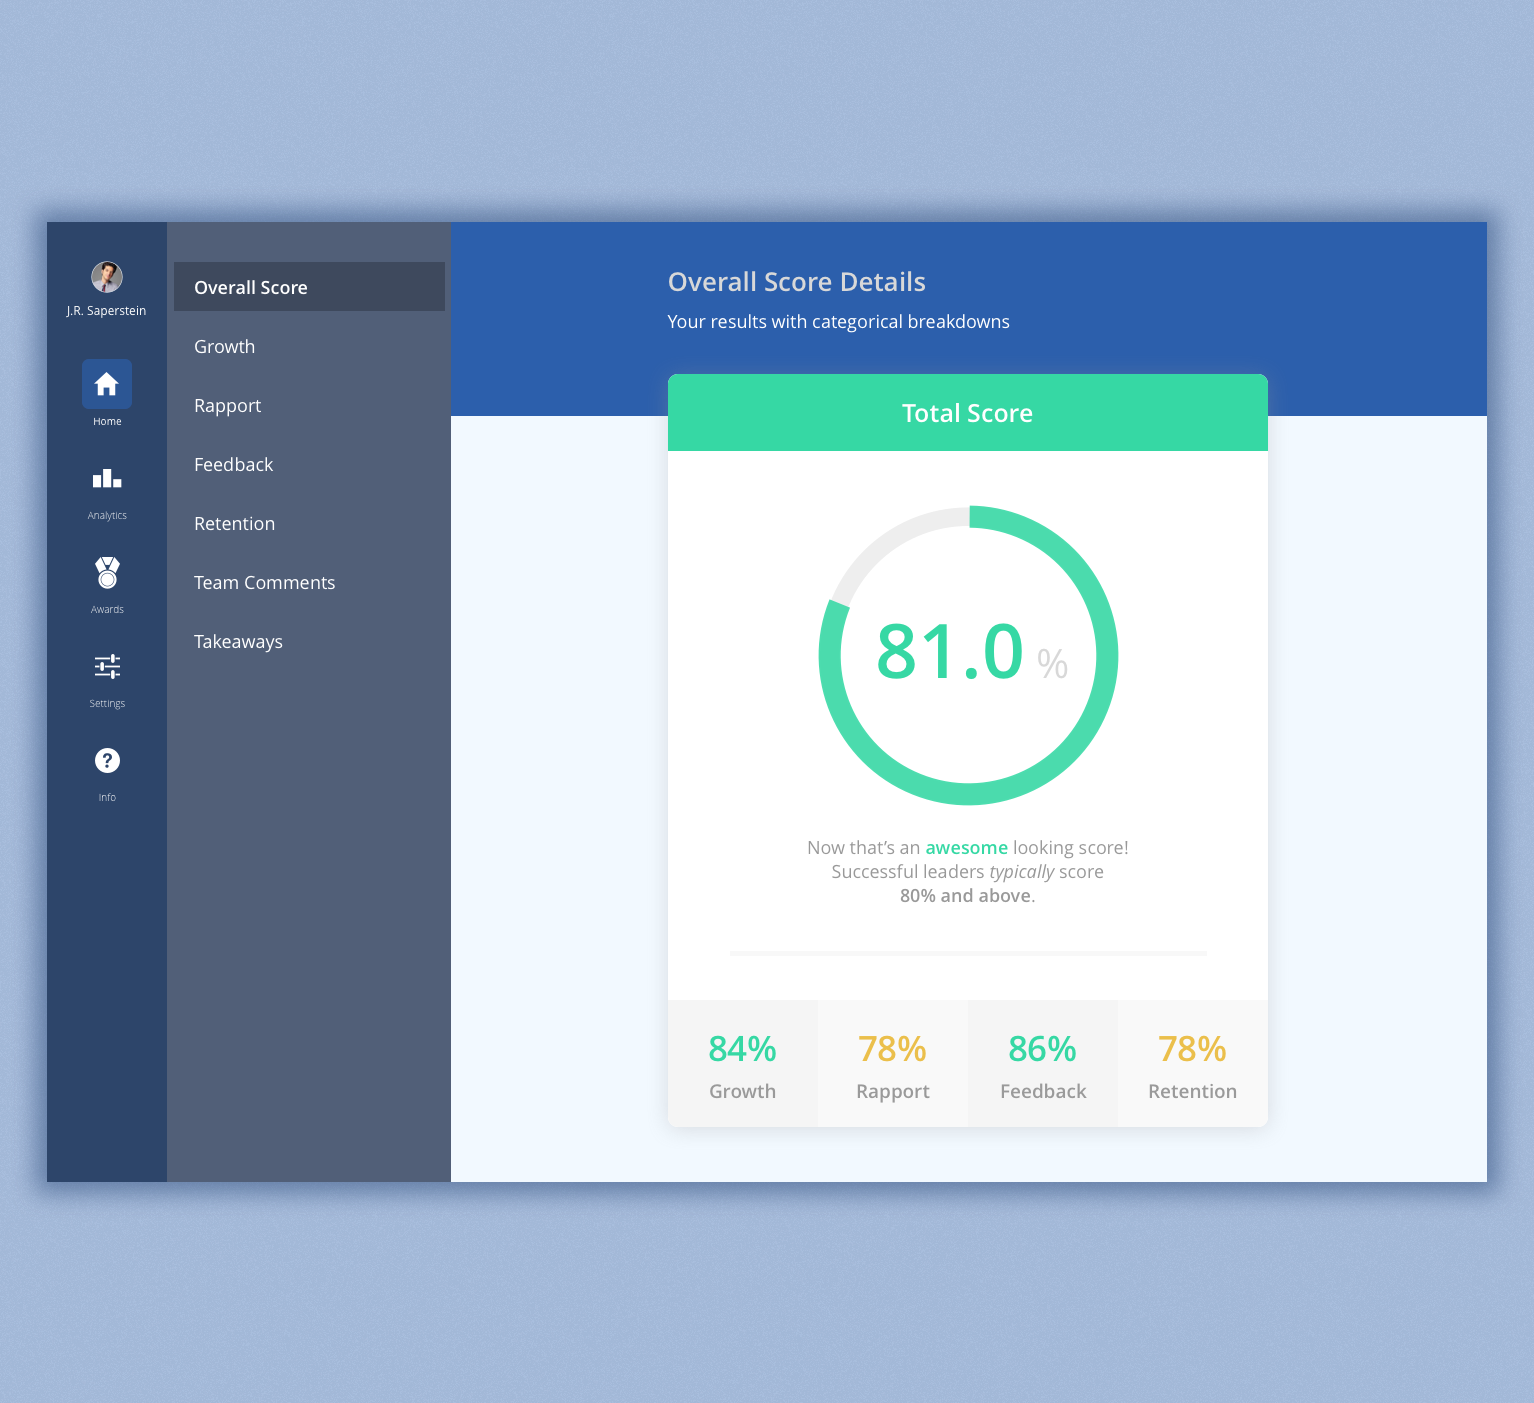 J.R. Saperstein
Home
Analytics
Awards
Settings
Info
Overall Score
Growth
Rapport
Feedback
Retention
Team Comments
Takeaways
Overall Score Details
Your results with categorical breakdowns
Total Score
81.0 %
Now that’s an awesome looking score!
Successful leaders typically score
80% and above.
84%
Growth
78%
Rapport
86%
Feedback
78%
Retention